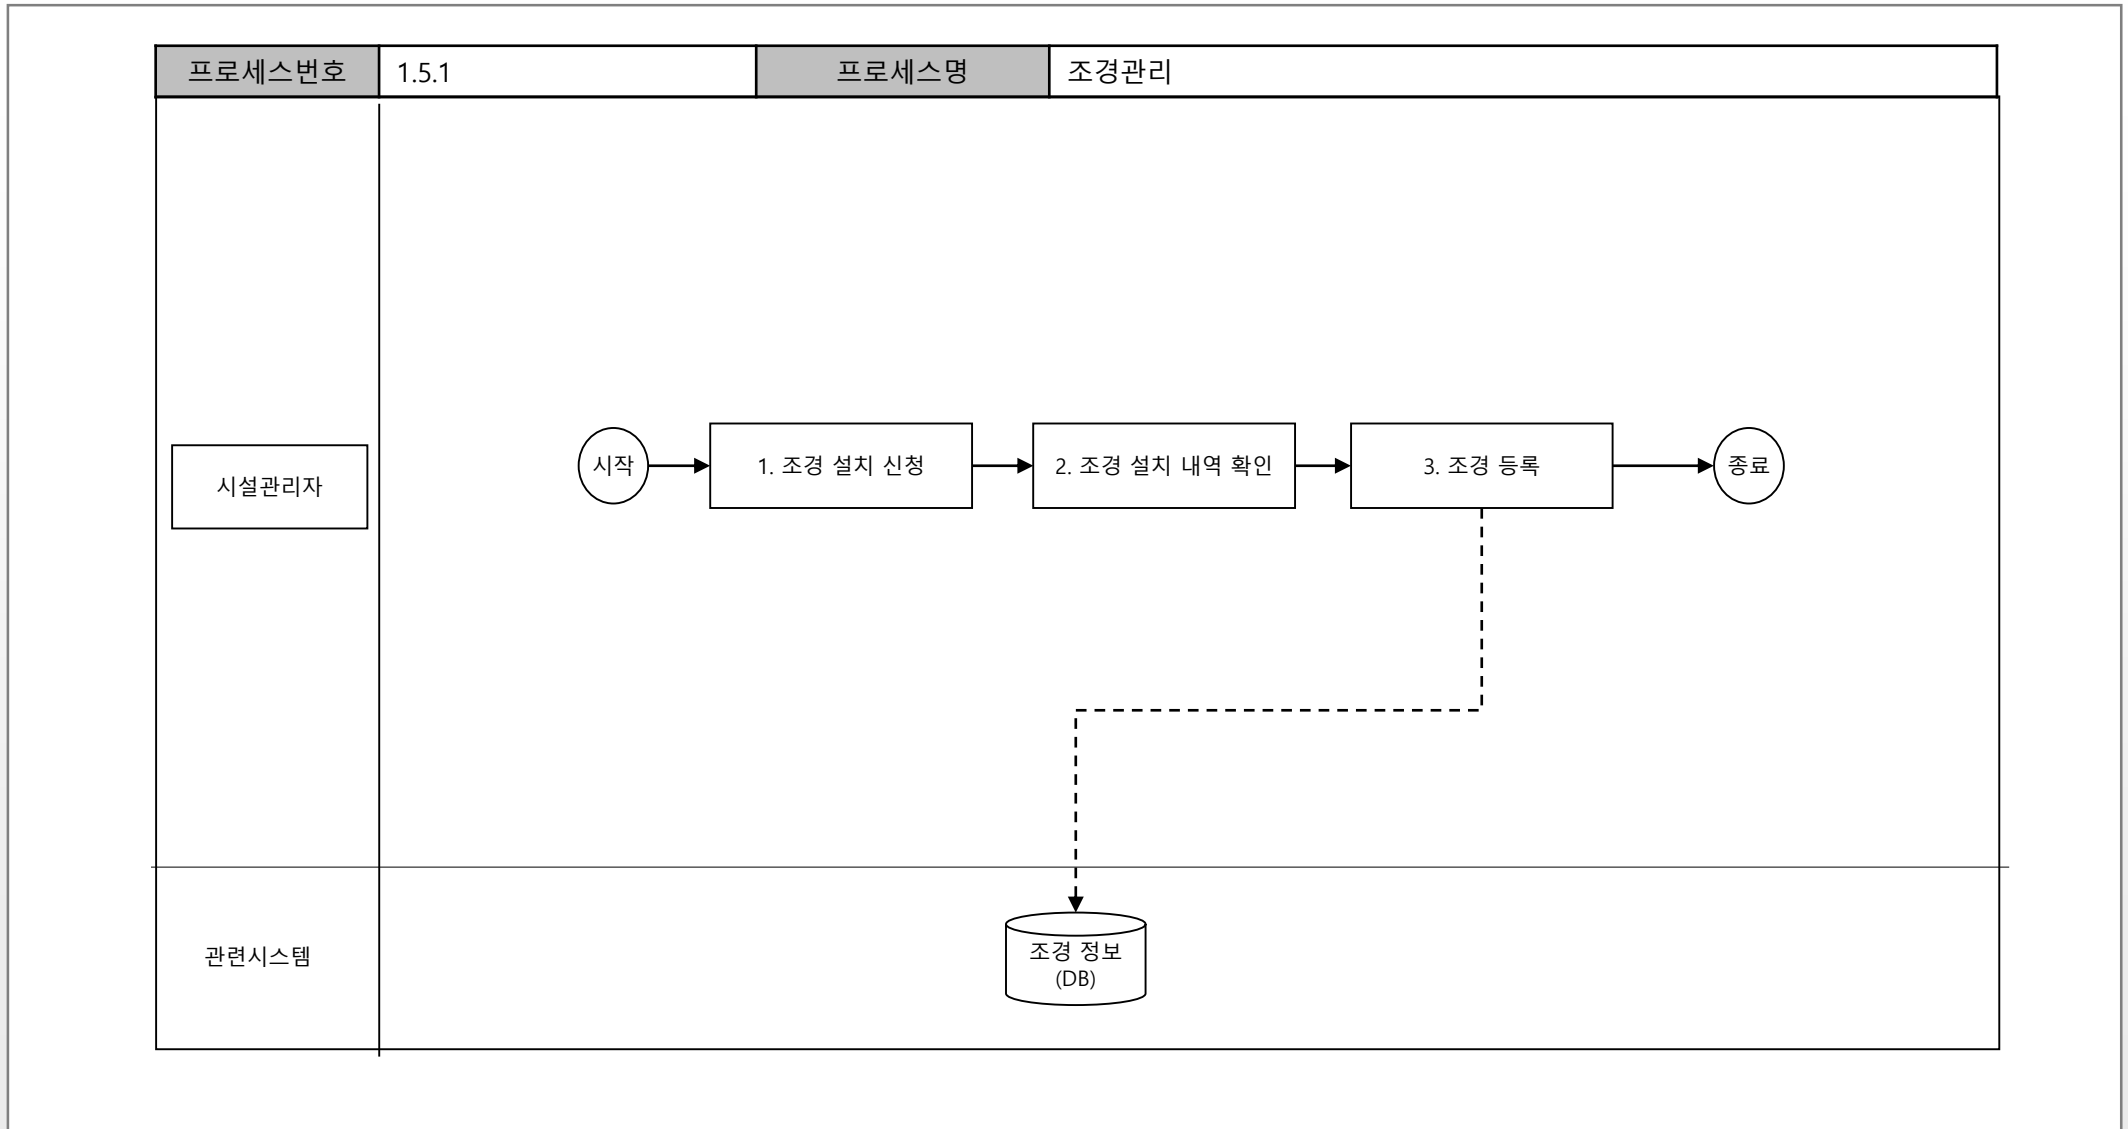 프로세스번호 1.5.1 프로세스명 조경관리
시설관리자
시작 1. 조경 설치 신청 2. 조경 설치 내역 확인 3. 조경 등록 종료
관련시스템
조경 정보
(DB)